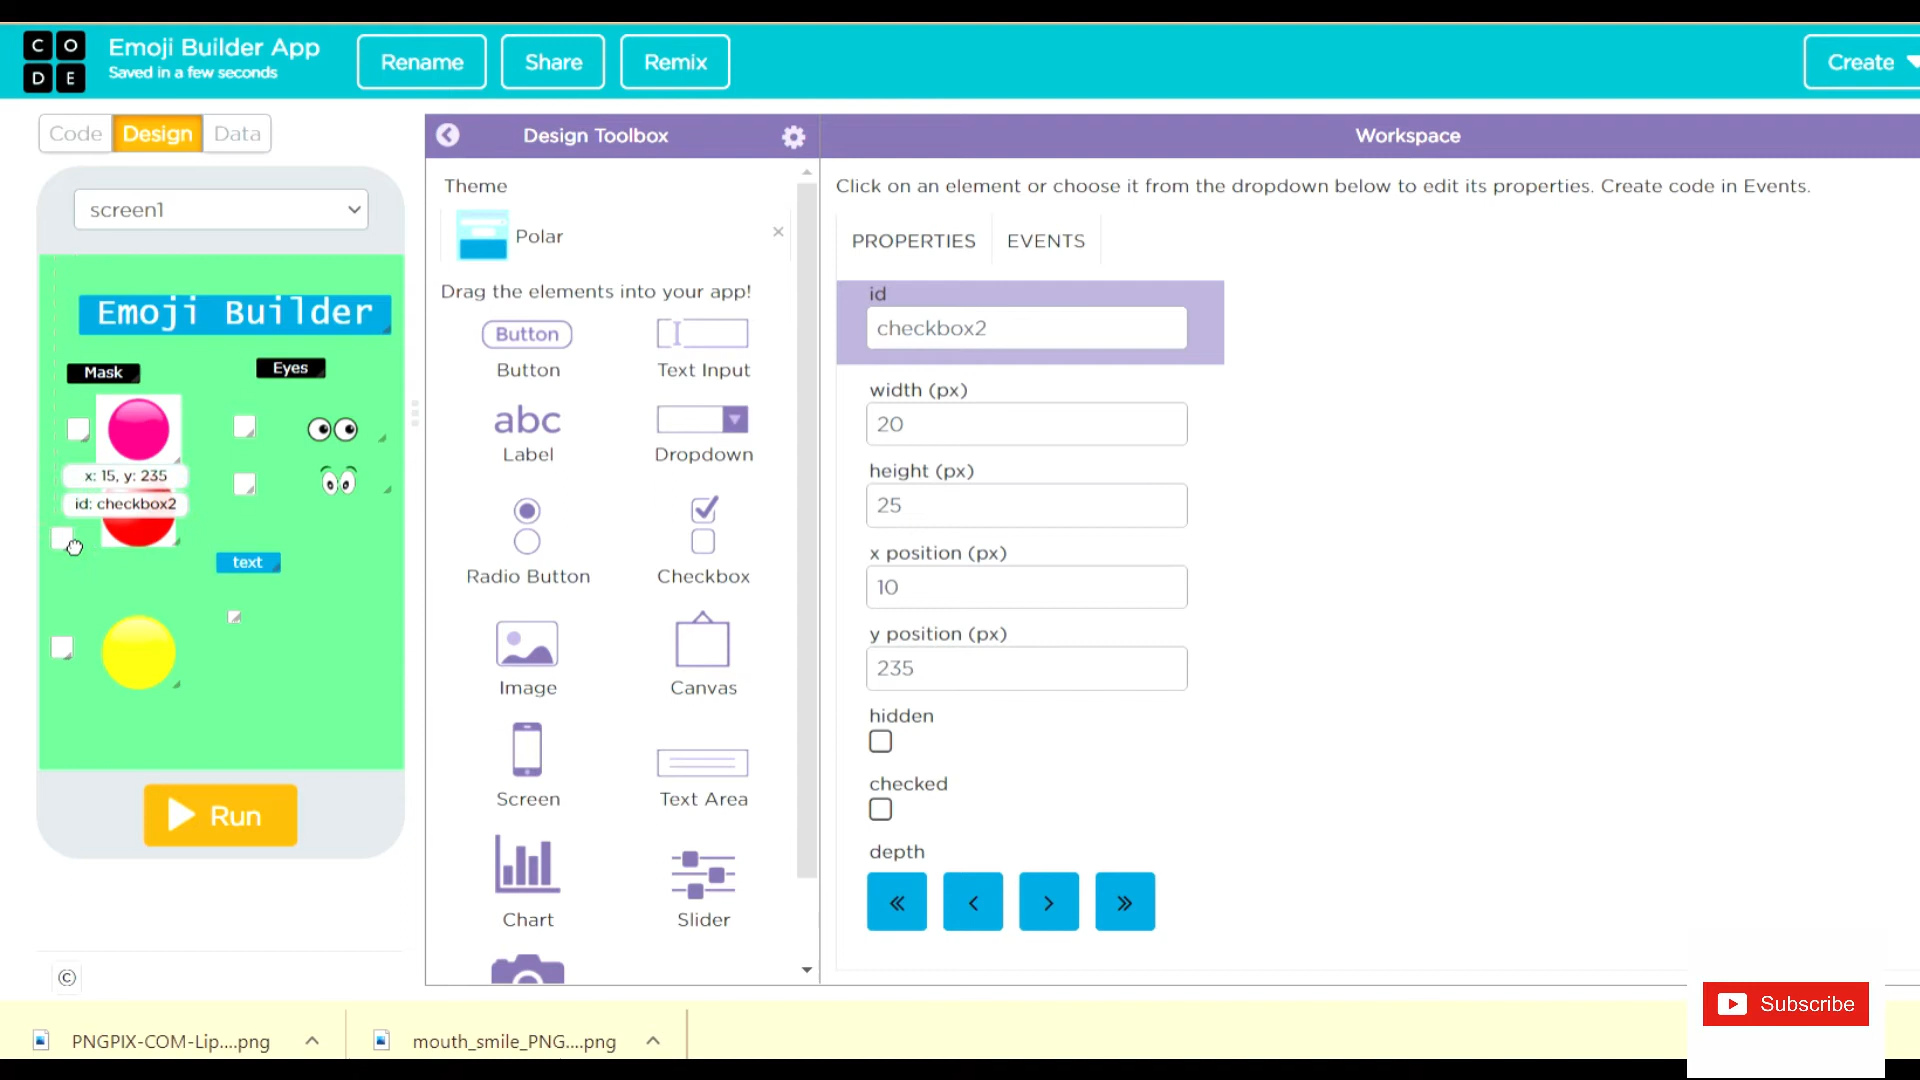 C O
D E
Emoji Builder App
Saved in a few seconds
Rename
Share
Remix
Create
Code
Design
Data
Design Toolbox
Workspace
screen1
Theme
Polar
Click on an element or choose it from the dropdown below to edit its properties. Create code in Events.
PROPERTIES
EVENTS
Emoji Builder
Mask
Eyes
x: 15, y: 235
id: checkbox2
text
Run
©
Drag the elements into your app!
Button
Button
Text Input
abc
Label
Dropdown
Radio Button
Checkbox
Image
Canvas
Screen
Text Area
Chart
Slider
id
checkbox2
width (px)
20
height (px)
25
x position (px)
10
y position (px)
235
hidden
checked
depth
Subscribe
PNGPIX-COM-Lip....png
mouth_smile_PNG....png